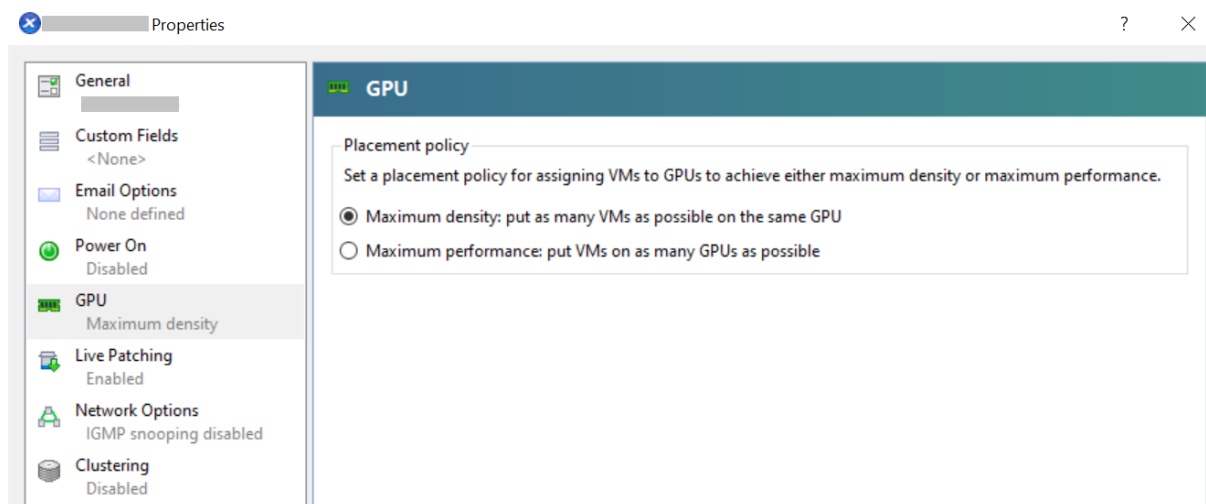 Properties
?
General
Custom Fields
<None>
Email Options
None defined
Power On
Disabled
GPU
Maximum density
Live Patching
Enabled
Network Options
IGMP snooping disabled
Clustering
Disabled
GPU
Placement policy
Set a placement policy for assigning VMs to GPUs to achieve either maximum density or maximum performance.
Maximum density: put as many VMs as possible on the same GPU
Maximum performance: put VMs on as many GPUs as possible